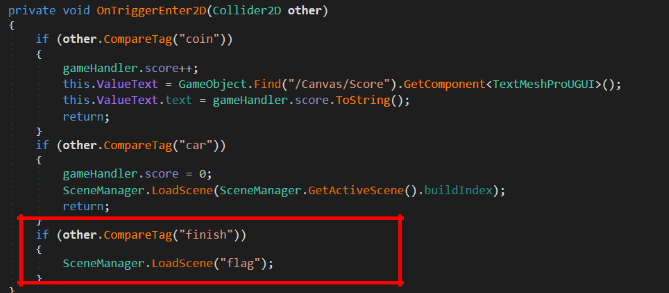 private void OnTriggerEnter2D(Collider2D other)
{
if (other.CompareTag("coin"))
{
gameHandler.score++;
this.ValueText = GameObject.Find("/Canvas/Score").GetComponent<TextMeshProUGUI>();
this.ValueText.text = gameHandler.score.ToString();
return;
}
if (other.CompareTag("car"))
{
gameHandler.score = 0;
SceneManager.LoadScene(SceneManager.GetActiveScene().buildIndex);
return;
}
if (other.CompareTag("finish"))
{
SceneManager.LoadScene("flag");
}
}